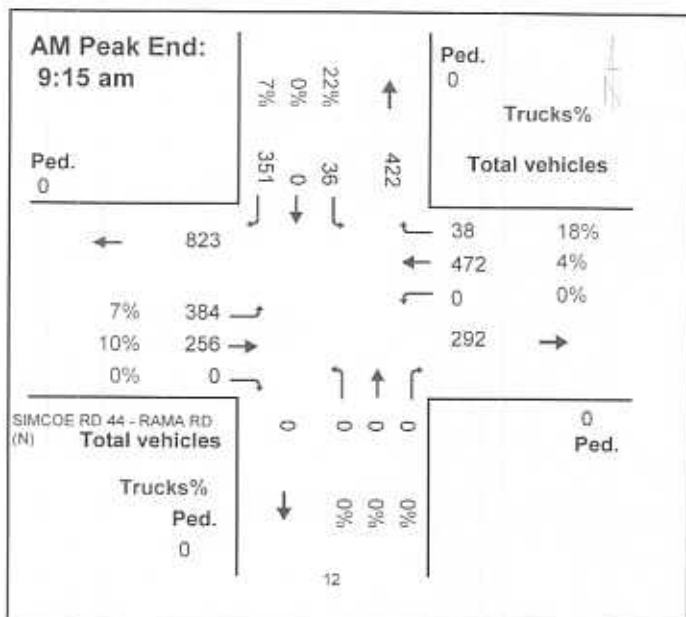 AM Peak End:
9:15 am
7% 0% 22%
351 0 36 422
Ped.
0
Trucks%
Total vehicles
Ped.
0
823
38 18%
472 4%
0 0%
292
7% 384
10% 256
0% 0
SIMCOE RD 44 - RAMA RD
(N)
Total vehicles
Trucks%
Ped.
0
0 0 0 0
0% 0% 0%
12
0
Ped.